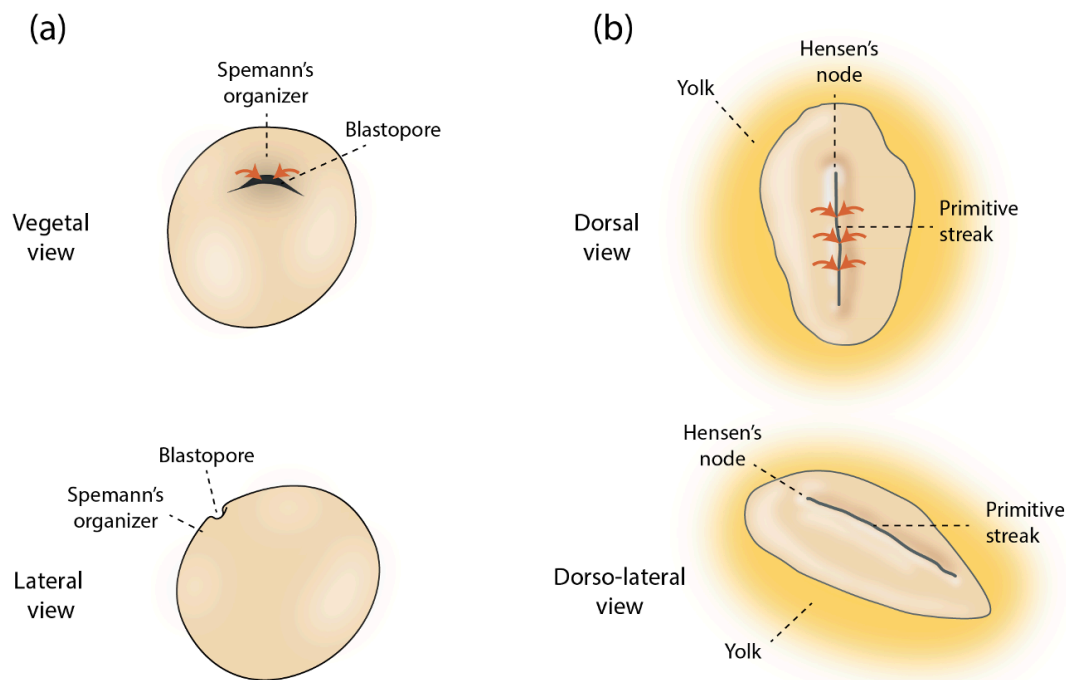 (a)
Spemann's
organizer
Blastopore
Vegetal
view
Blastopore
Spemann's
organizer
Lateral
view
(b)
Hensen's
node
Yolk
Primitive
streak
Dorsal
view
Hensen's
node
Primitive
streak
Dorso-lateral
view
Yolk